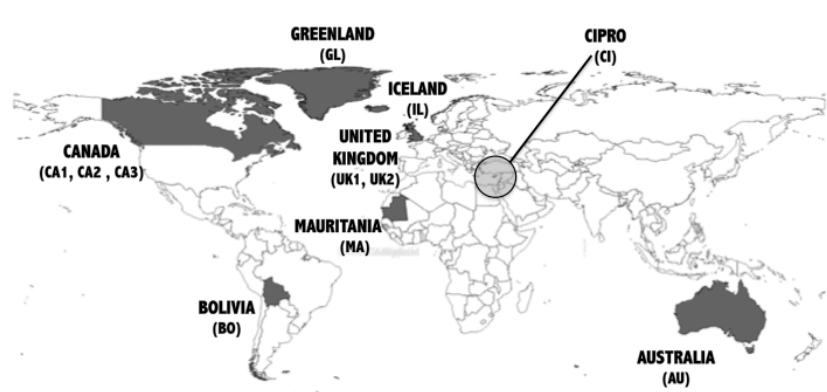 GREENLAND
(GL)
CIPRO
(CI)
ICELAND
(IL)
UNITED
KINGDOM
(UK1, UK2)
CANADA
(CA1, CA2 , CA3)
MAURITANIA
(MA)
BOLIVIA
(BO)
AUSTRALIA
(AU)